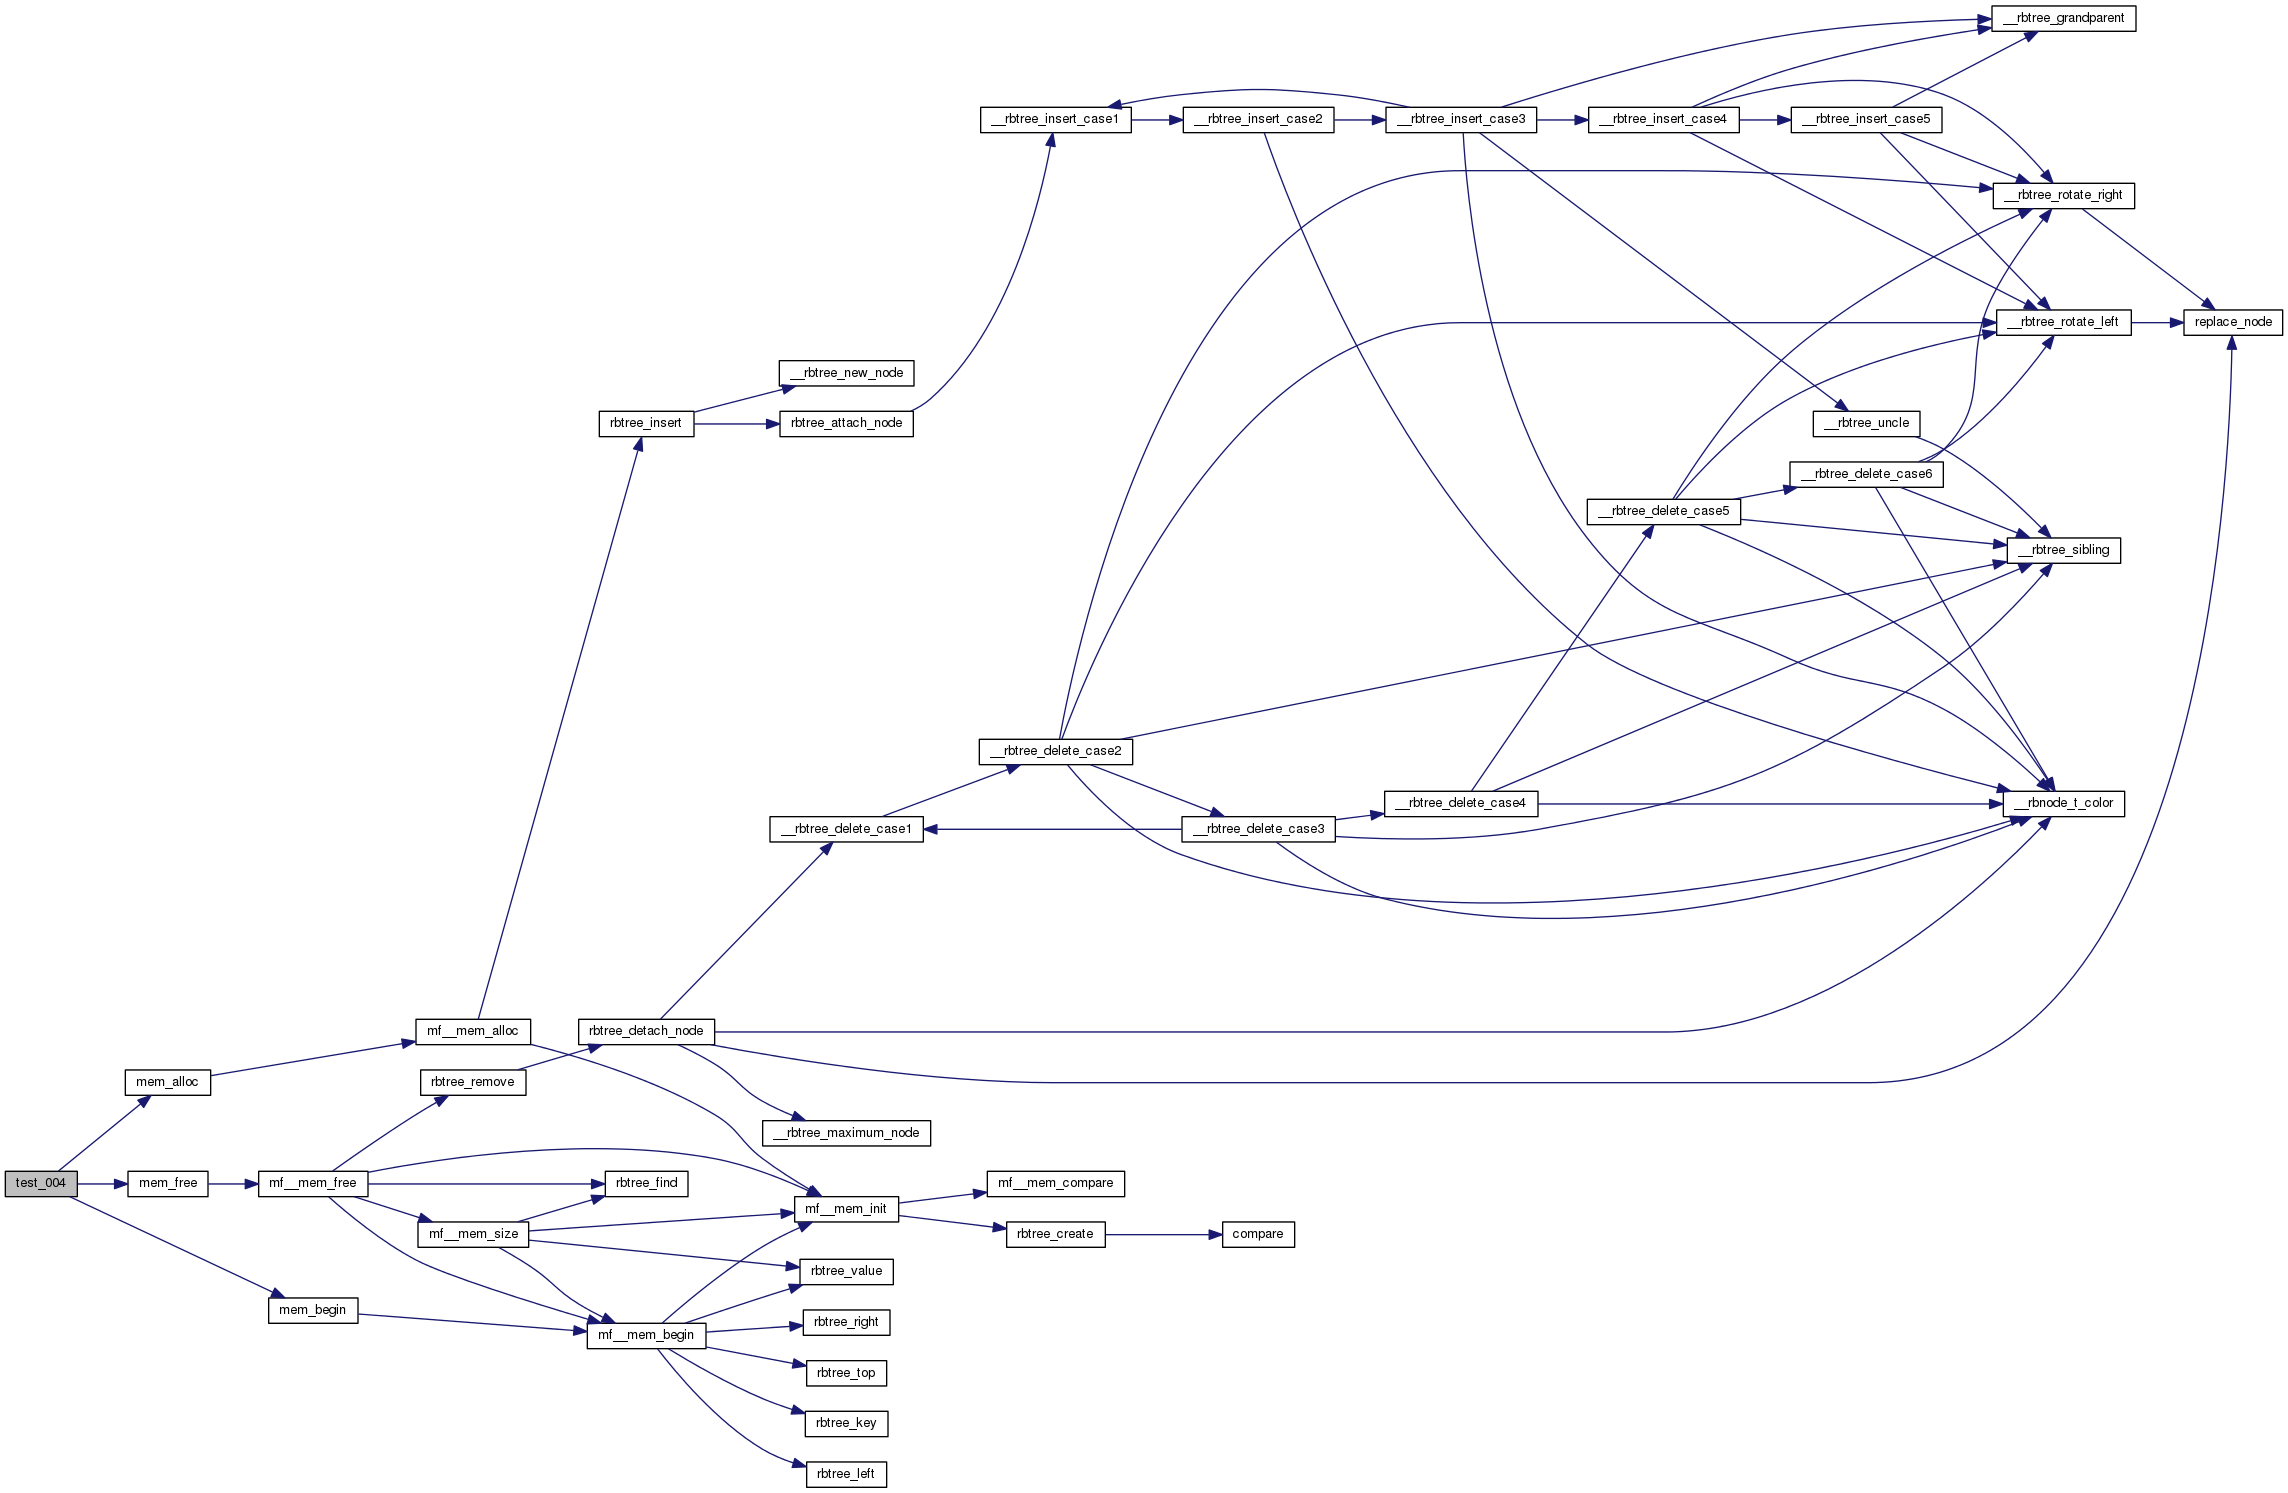 __rbtree_grandparent
__rbtree_insert_case1
__rbtree_insert_case2
__rbtree_insert_case3
__rbtree_insert_case4
__rbtree_insert_case5
__rbtree_rotate_right
__rbtree_rotate_left
replace_node
__rbtree_new_node
rbtree_insert
rbtree_attach_node
__rbtree_uncle
__rbtree_delete_case6
__rbtree_delete_case5
__rbtree_sibling
__rbtree_delete_case2
__rbtree_delete_case4
__rbnode_t_color
__rbtree_delete_case1
__rbtree_delete_case3
mf__mem_alloc
rbtree_detach_node
mem_alloc
rbtree_remove
__rbtree_maximum_node
test_004
mem_free
mf__mem_free
rbtree_find
mf__mem_compare
mf__mem_init
mf__mem_size
rbtree_create
compare
rbtree_value
mem_begin
rbtree_right
mf__mem_begin
rbtree_top
rbtree_key
rbtree_left